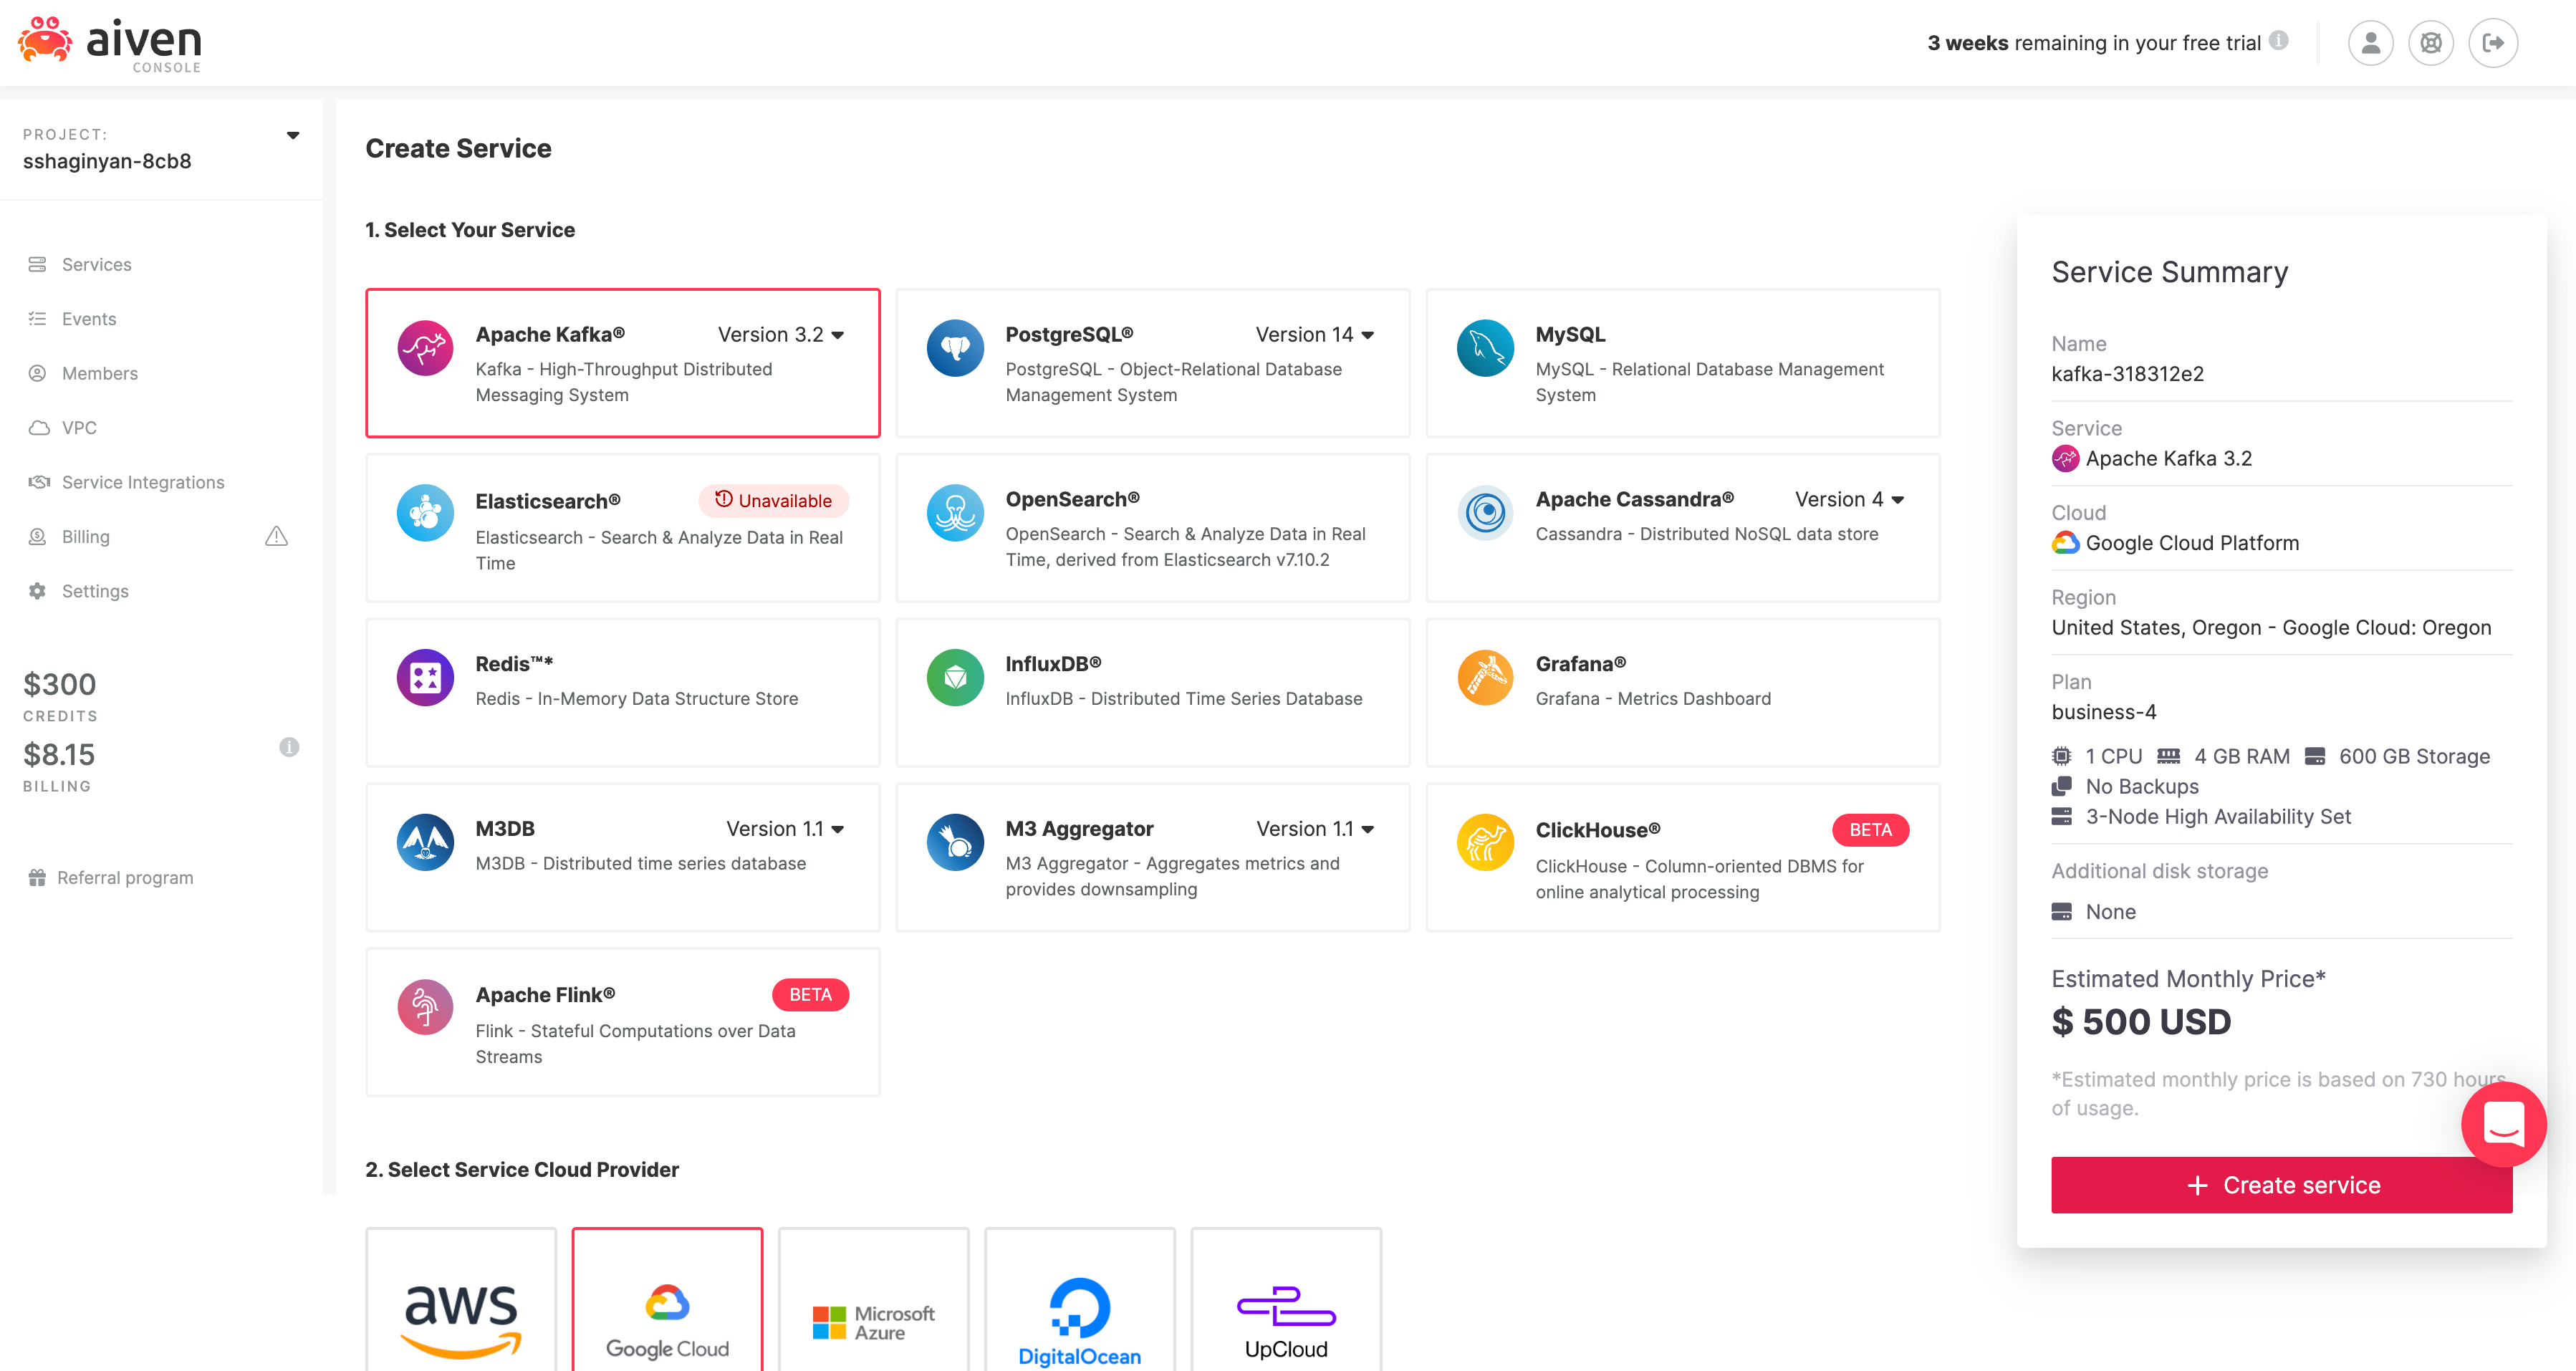 aiven
CONSOLE
3 weeks remaining in your free trial
PROJECT:
sshaginyan-8cb8
Services
Events
Members
VPC
Service Integrations
Billing
Settings
$300
CREDITS
$8.15
BILLING
Referral program
Create Service
1. Select Your Service
Apache Kafka® Version 3.2
Kafka - High-Throughput Distributed
Messaging System
PostgreSQL® Version 14
PostgreSQL - Object-Relational Database
Management System
MySQL
MySQL - Relational Database Management
System
Elasticsearch® Unavailable
Elasticsearch - Search & Analyze Data in Real
Time
OpenSearch®
OpenSearch - Search & Analyze Data in Real
Time, derived from Elasticsearch v7.10.2
Apache Cassandra® Version 4
Cassandra - Distributed NoSQL data store
Redis™*
Redis - In-Memory Data Structure Store
InfluxDB®
InfluxDB - Distributed Time Series Database
Grafana®
Grafana - Metrics Dashboard
M3DB Version 1.1
M3DB - Distributed time series database
M3 Aggregator Version 1.1
M3 Aggregator - Aggregates metrics and
provides downsampling
ClickHouse® BETA
ClickHouse - Column-oriented DBMS for
online analytical processing
Apache Flink® BETA
Flink - Stateful Computations over Data
Streams
2. Select Service Cloud Provider
aws
Google Cloud
Microsoft
Azure
DigitalOcean
UpCloud
Service Summary
Name
kafka-318312e2
Service
Apache Kafka 3.2
Cloud
Google Cloud Platform
Region
United States, Oregon - Google Cloud: Oregon
Plan
business-4
1 CPU 4 GB RAM 600 GB Storage
No Backups
3-Node High Availability Set
Additional disk storage
None
Estimated Monthly Price*
$ 500 USD
*Estimated monthly price is based on 730 hours
of usage.
+ Create service